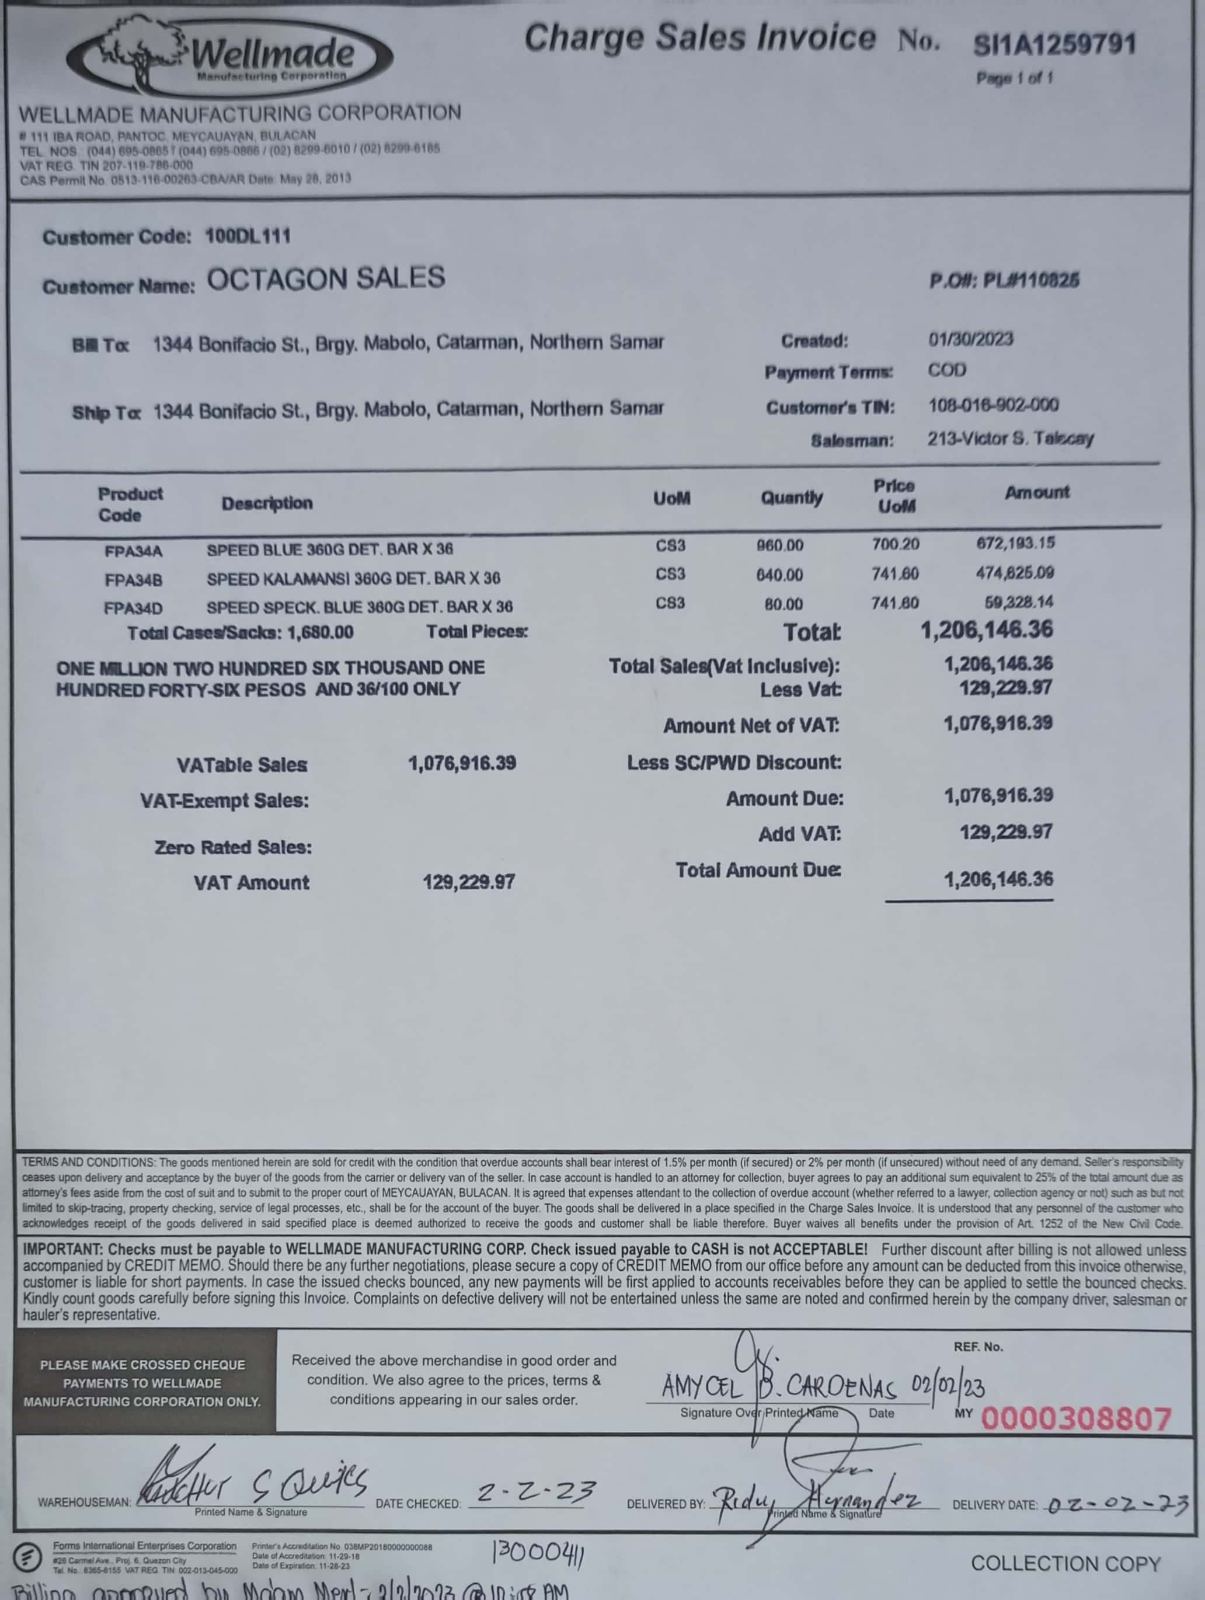 Wellmade
Manufacturing Corporation
Charge Sales Invoice No. SI1A1259791
Page 1 of 1
WELLMADE MANUFACTURING CORPORATION
# 111 IBA ROAD, PANTOC, MEYCAUAYAN, BULACAN
TEL. NOS. (044) 695-0865 / (044) 695-0866 / (02) 8299-6010 / (02) 8299-6185
VAT REG. TIN 207-119-786-000
CAS Permit No. 0513-116-00263-CBA/AR Date: May 28, 2013
Customer Code: 100DL111
Customer Name: OCTAGON SALES
P.O#: PL#110825
Bill To: 1344 Bonifacio St., Brgy. Mabolo, Catarman, Northern Samar
Created: 01/30/2023
Payment Terms: COD
Ship To: 1344 Bonifacio St., Brgy. Mabolo, Catarman, Northern Samar
Customer's TIN: 108-016-902-000
Salesman: 213-Victor S. Talecay
Product Code Description UoM Quantiy Price UoM Amount
FPA34A SPEED BLUE 360G DET. BAR X 36 CS3 960.00 700.20 672,193.15
FPA34B SPEED KALAMANSI 360G DET. BAR X 36 CS3 640.00 741.60 474,625.09
FPA34D SPEED SPECK. BLUE 360G DET. BAR X 36 CS3 80.00 741.60 59,328.14
Total Cases/Sacks: 1,680.00 Total Pieces: Total: 1,206,146.36
ONE MILLION TWO HUNDRED SIX THOUSAND ONE
HUNDRED FORTY-SIX PESOS AND 36/100 ONLY
Total Sales(Vat Inclusive): 1,206,146.36
Less Vat: 129,229.97
Amount Net of VAT: 1,076,916.39
VATable Sales 1,076,916.39
Less SC/PWD Discount:
VAT-Exempt Sales:
Amount Due: 1,076,916.39
Add VAT: 129,229.97
Zero Rated Sales:
Total Amount Due: 1,206,146.36
VAT Amount 129,229.97
TERMS AND CONDITIONS: The goods mentioned herein are sold for credit with the condition that overdue accounts shall bear interest of 1.5% per month (if secured) or 2% per month (if unsecured) without need of any demand. Seller's responsibility
ceases upon delivery and acceptance by the buyer of the goods from the carrier or delivery van of the seller. In case account is handled to an attorney for collection, buyer agrees to pay an additional sum equivalent to 25% of the total amount due as
attorney's fees aside from the cost of suit and to submit to the proper court of MEYCAUAYAN, BULACAN. It is agreed that expenses attendant to the collection of overdue account (whether referred to a lawyer, collection agency or not) such as but not
limited to skip-tracing, property checking, service of legal processes, etc., shall be for the account of the buyer. The goods shall be delivered in a place specified in the Charge Sales Invoice. It is understood that any personnel of the customer who
acknowledges receipt of the goods delivered in said specified place is deemed authorized to receive the goods and customer shall be liable therefore. Buyer waives all benefits under the provision of Art. 1252 of the New Civil Code.
IMPORTANT: Checks must be payable to WELLMADE MANUFACTURING CORP. Check issued payable to CASH is not ACCEPTABLE! Further discount after billing is not allowed unless
accompanied by CREDIT MEMO. Should there be any further negotiations, please secure a copy of CREDIT MEMO from our office before any amount can be deducted from this invoice otherwise,
customer is liable for short payments. In case the issued checks bounced, any new payments will be first applied to accounts receivables before they can be applied to settle the bounced checks.
Kindly count goods carefully before signing this Invoice. Complaints on defective delivery will not be entertained unless the same are noted and confirmed herein by the company driver, salesman or
hauler's representative.
PLEASE MAKE CROSSED CHEQUE
PAYMENTS TO WELLMADE
MANUFACTURING CORPORATION ONLY.
Received the above merchandise in good order and
condition. We also agree to the prices, terms &
conditions appearing in our sales order.
AMYCEL B. CARDENAS 02/02/23
Signature Over Printed Name Date
REF. No.
MY 0000308807
WAREHOUSEMAN:
Printed Name & Signature
DATE CHECKED: 2-2-23
DELIVERED BY: Hernandez
Printed Name & Signature
DELIVERY DATE: 02-02-23
Forms International Enterprises Corporation
#28 Carmel Ave., Proj. 6, Quezon City
Tel. No. 8365-8155 VAT REG TIN 002-013-045-000
Printer's Accreditation No. 038MP20180000000088
Date of Accreditation: 11-29-18
Date of Expiration: 11-28-23
13000411
COLLECTION COPY
Billing approved by Madam Merl - 2/2/2023 @ AM